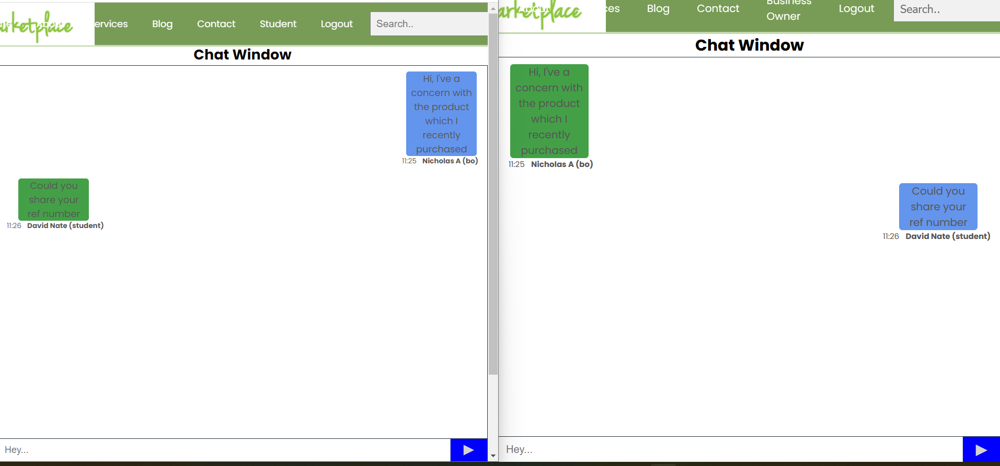 arketplace
ervices Blog Contact Student Logout Search..
Chat Window
Hi, I've a
concern with
the product
which I
recently
purchased
11:25 Nicholas A (bo)
Could you
share your
ref number
11:26 David Nate (student)
Hey...
arketplace
ces Blog Contact Business
Owner Logout Search..
Chat Window
Hi, I've a
concern with
the product
which I
recently
purchased
11:25 Nicholas A (bo)
Could you
share your
ref number
11:26 David Nate (student)
Hey...